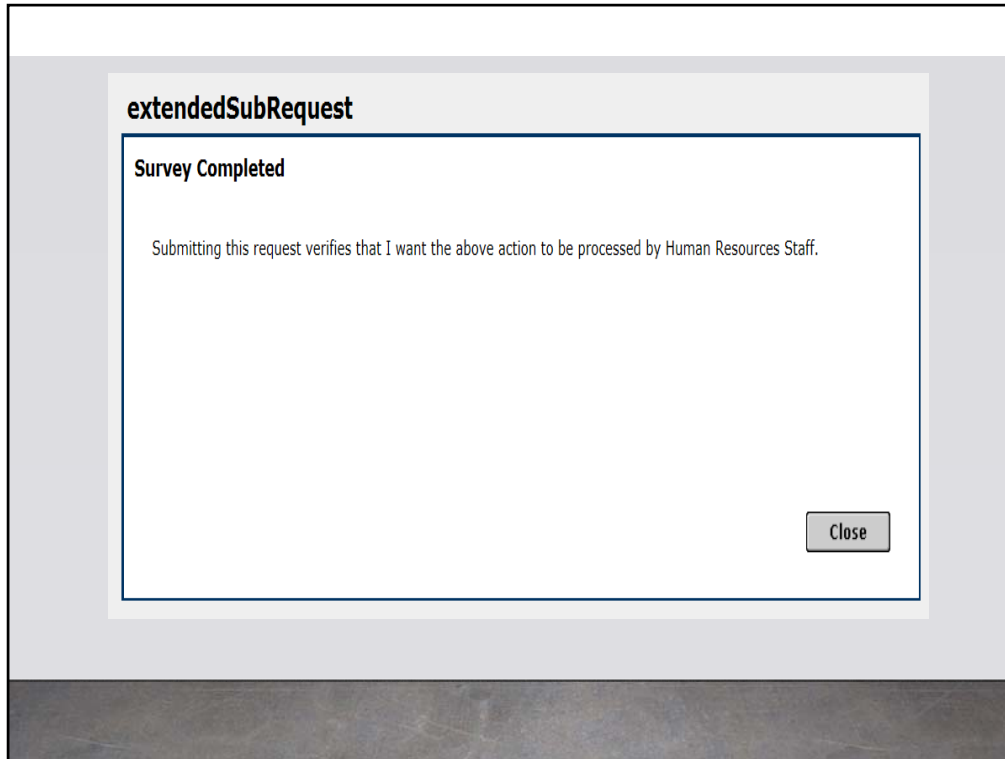 extendedSubRequest
Survey Completed
Submitting this request verifies that I want the above action to be processed by Human Resources Staff.
Close